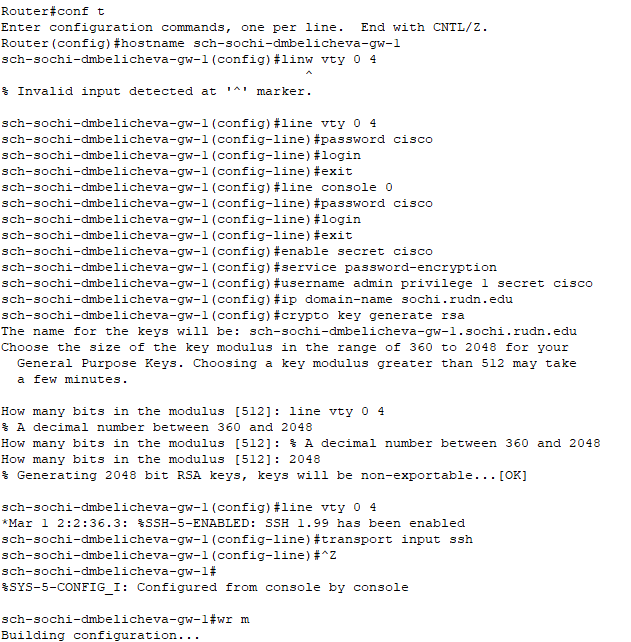 Router#conf t
Enter configuration commands, one per line.  End with CNTL/Z.
Router(config)#hostname sch-sochi-dmbelicheva-gw-1
sch-sochi-dmbelicheva-gw-1(config)#linw vty 0 4
                                      ^
% Invalid input detected at '^' marker.

sch-sochi-dmbelicheva-gw-1(config)#line vty 0 4
sch-sochi-dmbelicheva-gw-1(config-line)#password cisco
sch-sochi-dmbelicheva-gw-1(config-line)#login
sch-sochi-dmbelicheva-gw-1(config-line)#exit
sch-sochi-dmbelicheva-gw-1(config)#line console 0
sch-sochi-dmbelicheva-gw-1(config-line)#password cisco
sch-sochi-dmbelicheva-gw-1(config-line)#login
sch-sochi-dmbelicheva-gw-1(config-line)#exit
sch-sochi-dmbelicheva-gw-1(config)#enable secret cisco
sch-sochi-dmbelicheva-gw-1(config)#service password-encryption
sch-sochi-dmbelicheva-gw-1(config)#username admin privilege 1 secret cisco
sch-sochi-dmbelicheva-gw-1(config)#ip domain-name sochi.rudn.edu
sch-sochi-dmbelicheva-gw-1(config)#crypto key generate rsa
The name for the keys will be: sch-sochi-dmbelicheva-gw-1.sochi.rudn.edu
Choose the size of the key modulus in the range of 360 to 2048 for your
  General Purpose Keys. Choosing a key modulus greater than 512 may take
  a few minutes.

How many bits in the modulus [512]: line vty 0 4
% A decimal number between 360 and 2048
How many bits in the modulus [512]: % A decimal number between 360 and 2048
How many bits in the modulus [512]: 2048
% Generating 2048 bit RSA keys, keys will be non-exportable...[OK]

sch-sochi-dmbelicheva-gw-1(config)#line vty 0 4
*Mar 1 2:2:36.3: %SSH-5-ENABLED: SSH 1.99 has been enabled
sch-sochi-dmbelicheva-gw-1(config-line)#transport input ssh
sch-sochi-dmbelicheva-gw-1(config-line)#^Z
sch-sochi-dmbelicheva-gw-1#
%SYS-5-CONFIG_I: Configured from console by console

sch-sochi-dmbelicheva-gw-1#wr m
Building configuration...